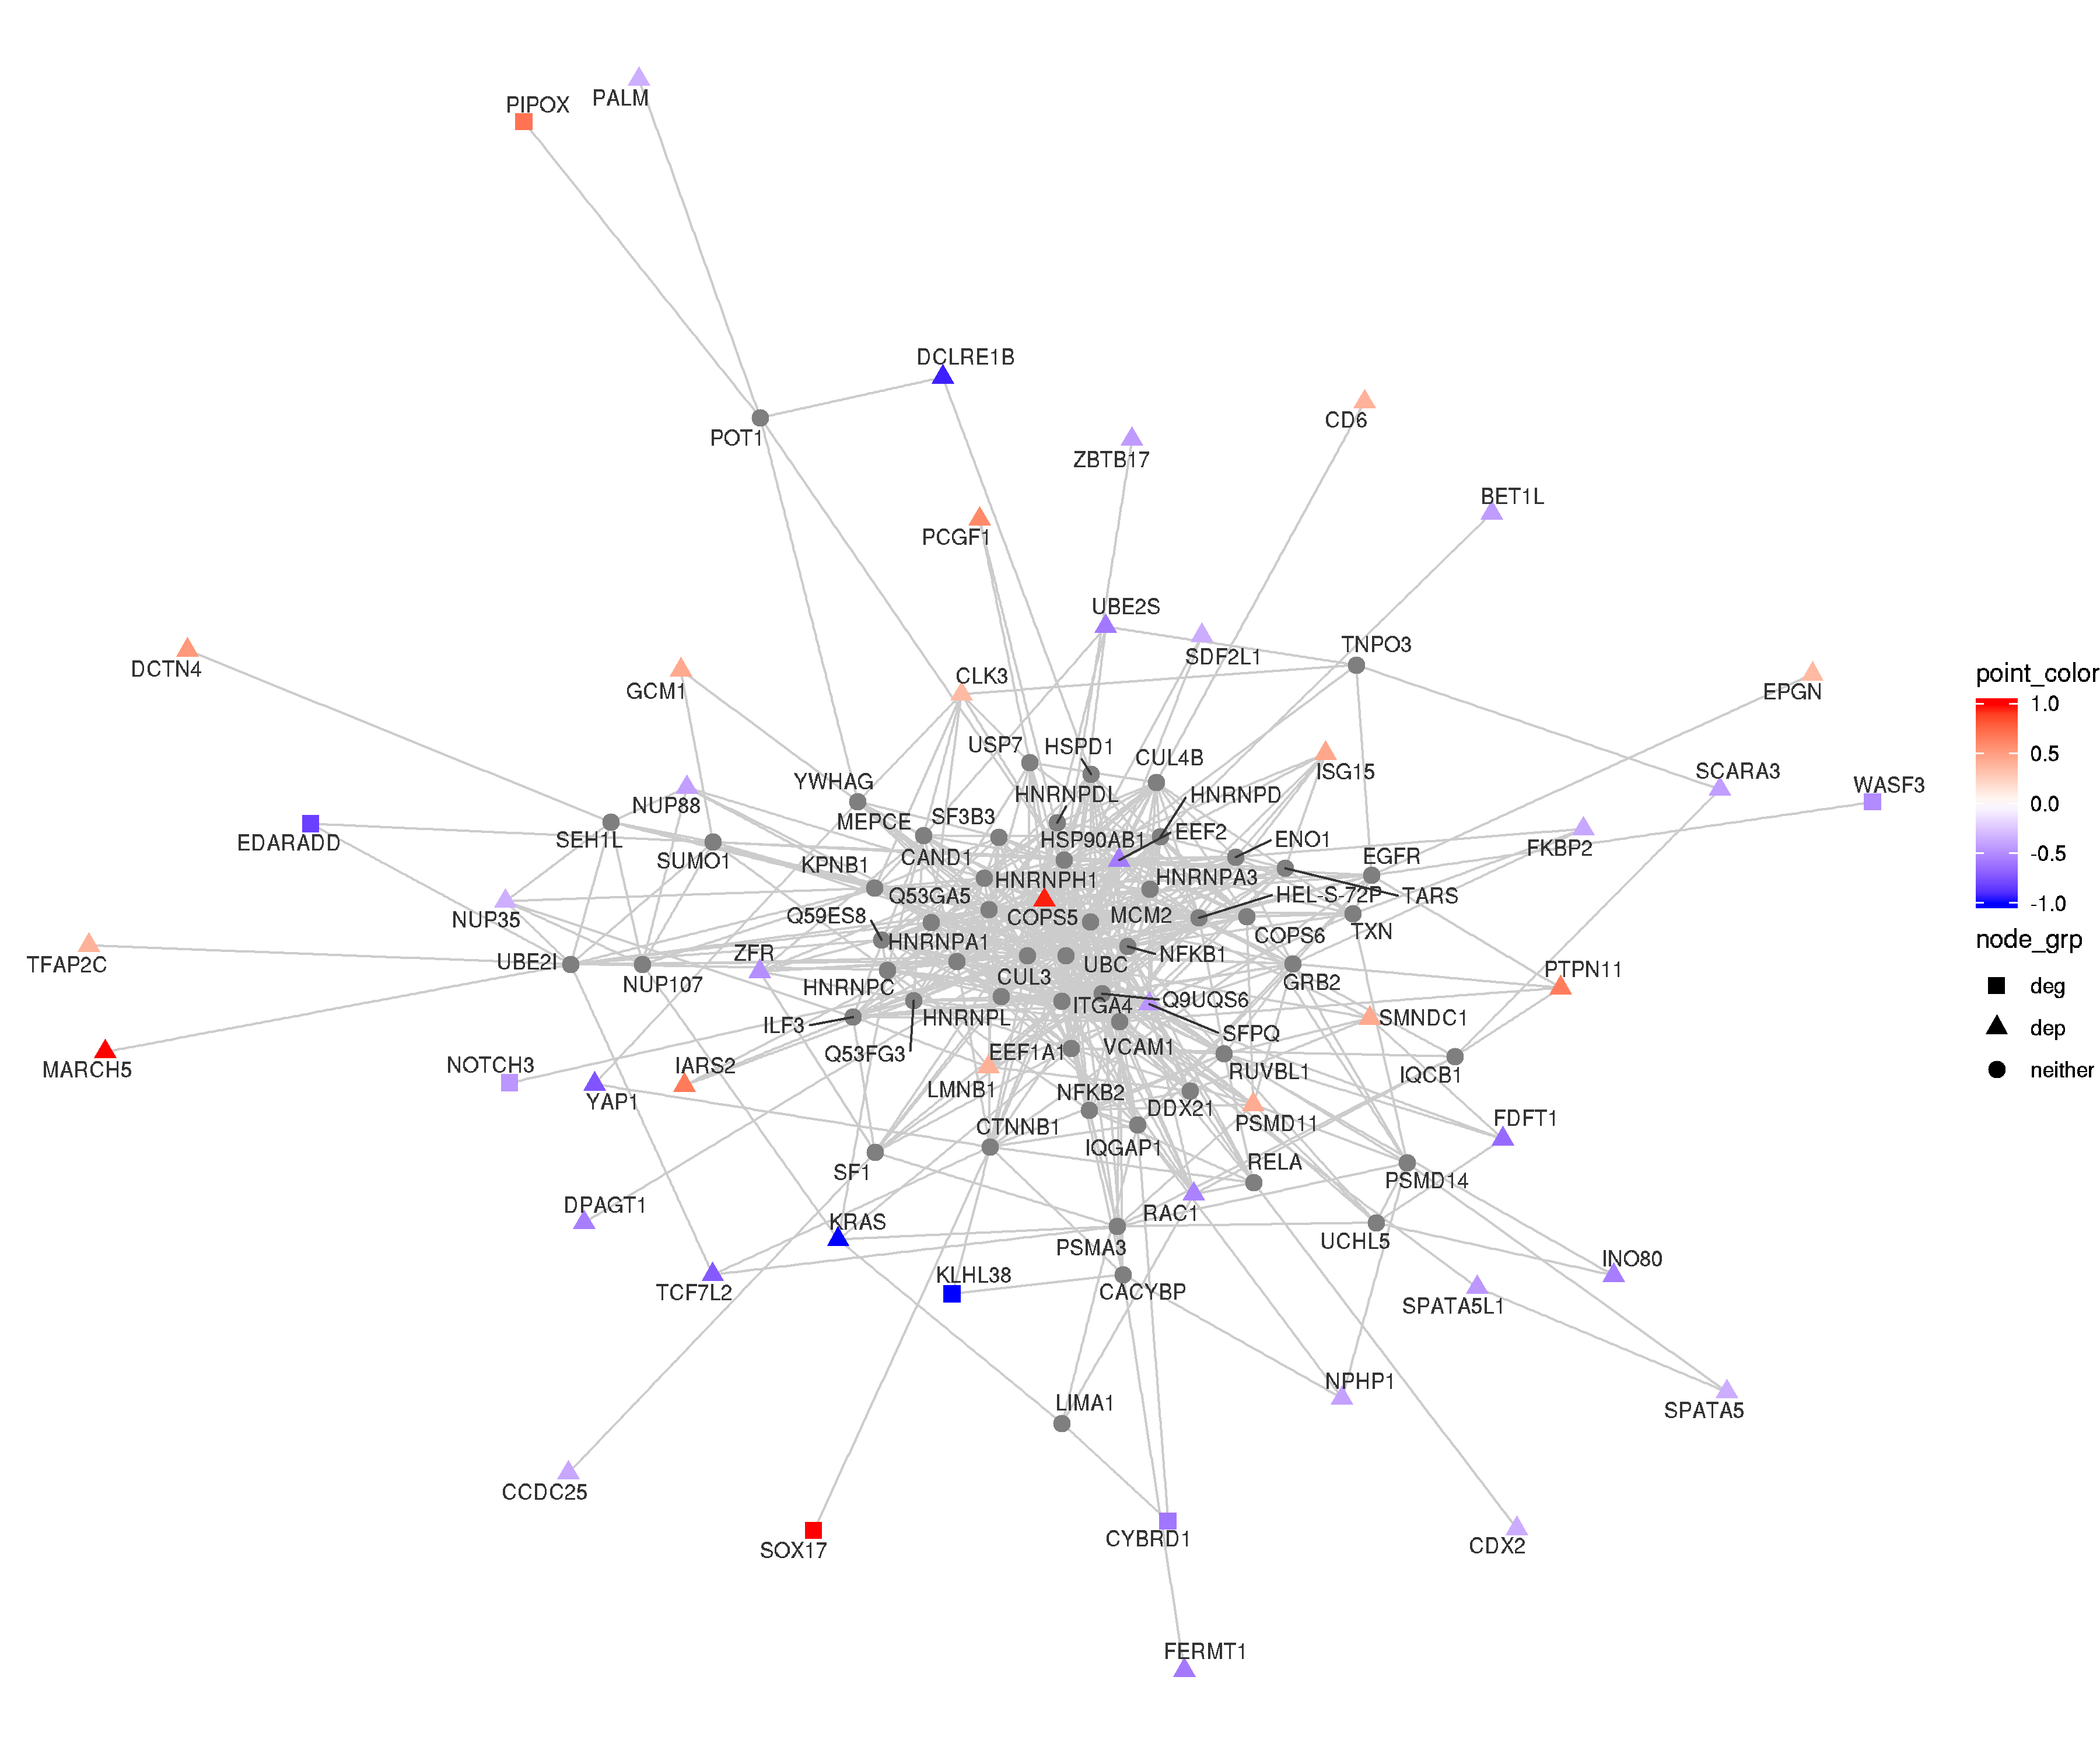 PALM
PIPOX
DCLRE1B
CD6
POT1
ZBTB17
BET1L
PCGF1
UBE2S
TNPO3
SDF2L1
DCTN4
CLK3
GCM1
EPGN
point_color
1.0
0.5
0.0
-0.5
-1.0
USP7
HSPD1
CUL4B
ISG15
SCARA3
WASF3
YWHAG
HNRNPDL
HNRNPD
NUP88
MEPCE
SF3B3
EDARADD
SEH1L
HSP90AB1
EEF2
ENO1
SUMO1
KPNB1
CAND1
EGFR
FKBP2
HNRNPH1
HNRNPA3
Q53GA5
HEL-S-72P
TARS
NUP35
Q59ES8
COPS5
MCM2
COPS6
TXN
HNRNPA1
TFAP2C
UBE2I
ZFR
NFKB1
UBC
NUP107
HNRNPC
CUL3
GRB2
PTPN11
node_grp
deg
dep
neither
Q9UQS6
ITGA4
ILF3
HNRNPL
SMNDC1
SFPQ
VCAM1
Q53FG3
EEF1A1
MARCH5
NOTCH3
IARS2
RUVBL1
IQCB1
YAP1
LMNB1
NFKB2
DDX21
PSMD11
FDFT1
CTNNB1
IQGAP1
SF1
RELA
PSMD14
DPAGT1
KRAS
RAC1
PSMA3
UCHL5
INO80
TCF7L2
KLHL38
CACYBP
SPATA5L1
NPHP1
LIMA1
SPATA5
CCDC25
SOX17
CYBRD1
CDX2
FERMT1